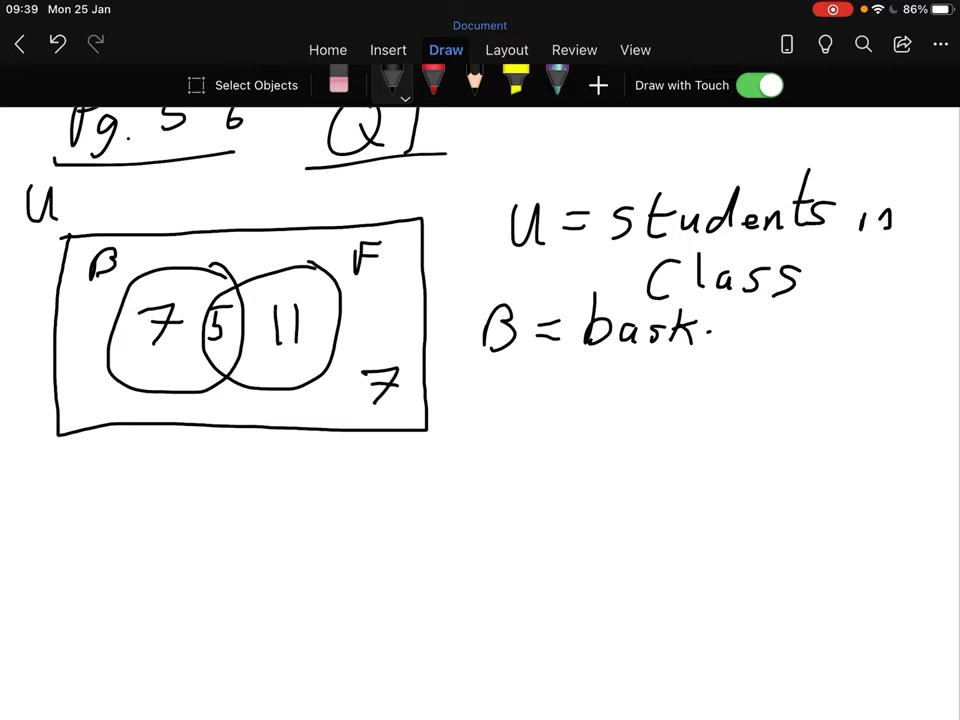 09:39 Mon 25 Jan
86%
Document
Home Insert Draw Layout Review View
Select Objects
Draw with Touch
Pg. 56 Q1
U
U = students in
class
B = bask.
B F
7 5 11
7